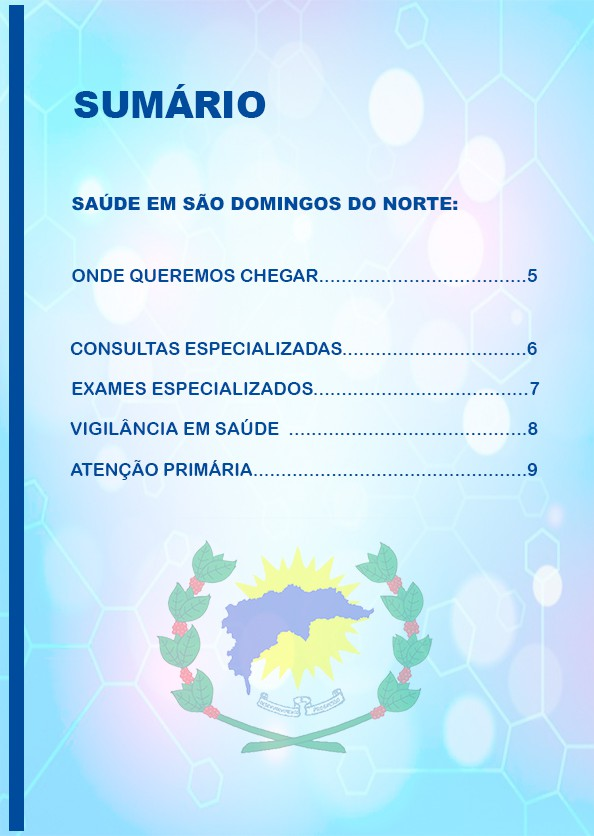 SUMÁRIO
SAÚDE EM SÃO DOMINGOS DO NORTE:
ONDE QUEREMOS CHEGAR.....................................5
CONSULTAS ESPECIALIZADAS.................................6
EXAMES ESPECIALIZADOS......................................7
VIGILÂNCIA EM SAÚDE ..........................................8
ATENÇÃO PRIMÁRIA.................................................9